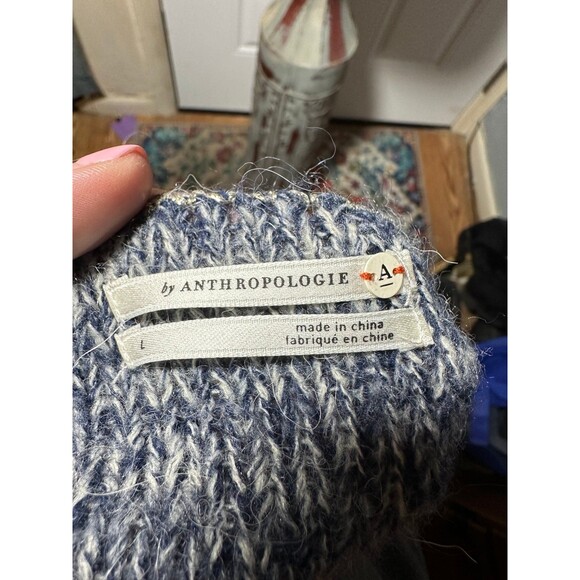 by ANTHROPOLOGIE A
L
made in china
fabriqué en chine